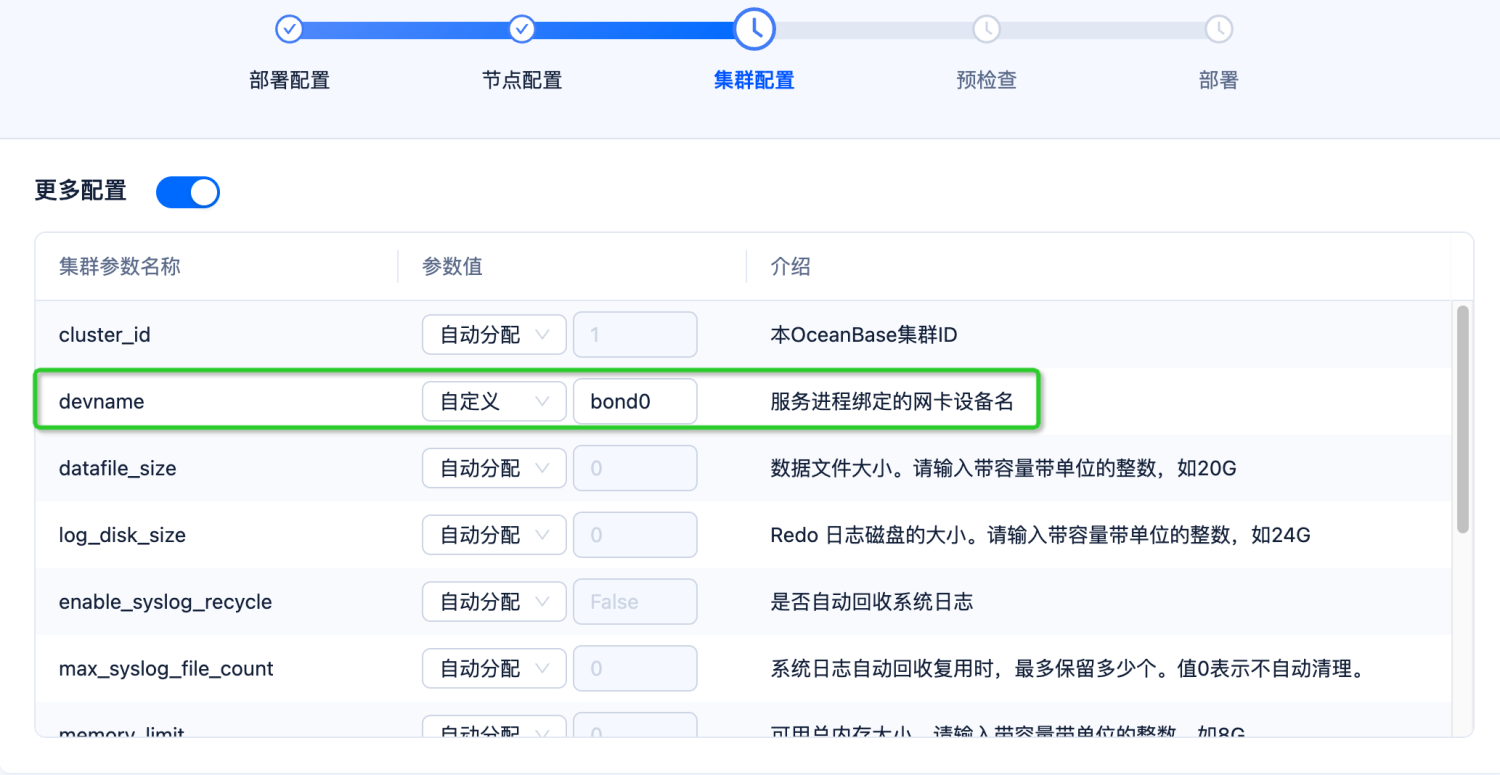 部署配置 节点配置 集群配置 预检查 部署
更多配置
集群参数名称 参数值 介绍
cluster_id 自动分配 1 本OceanBase集群ID
devname 自定义 bond0 服务进程绑定的网卡设备名
datafile_size 自动分配 0 数据文件大小。请输入带容量带单位的整数，如20G
log_disk_size 自动分配 0 Redo 日志磁盘的大小。请输入带容量带单位的整数，如24G
enable_syslog_recycle 自动分配 False 是否自动回收系统日志
max_syslog_file_count 自动分配 0 系统日志自动回收复用时，最多保留多少个。值0表示不自动清理。
memory_limit 自动分配 0 可用总内存大小。请输入带容量带单位的整数，如8G